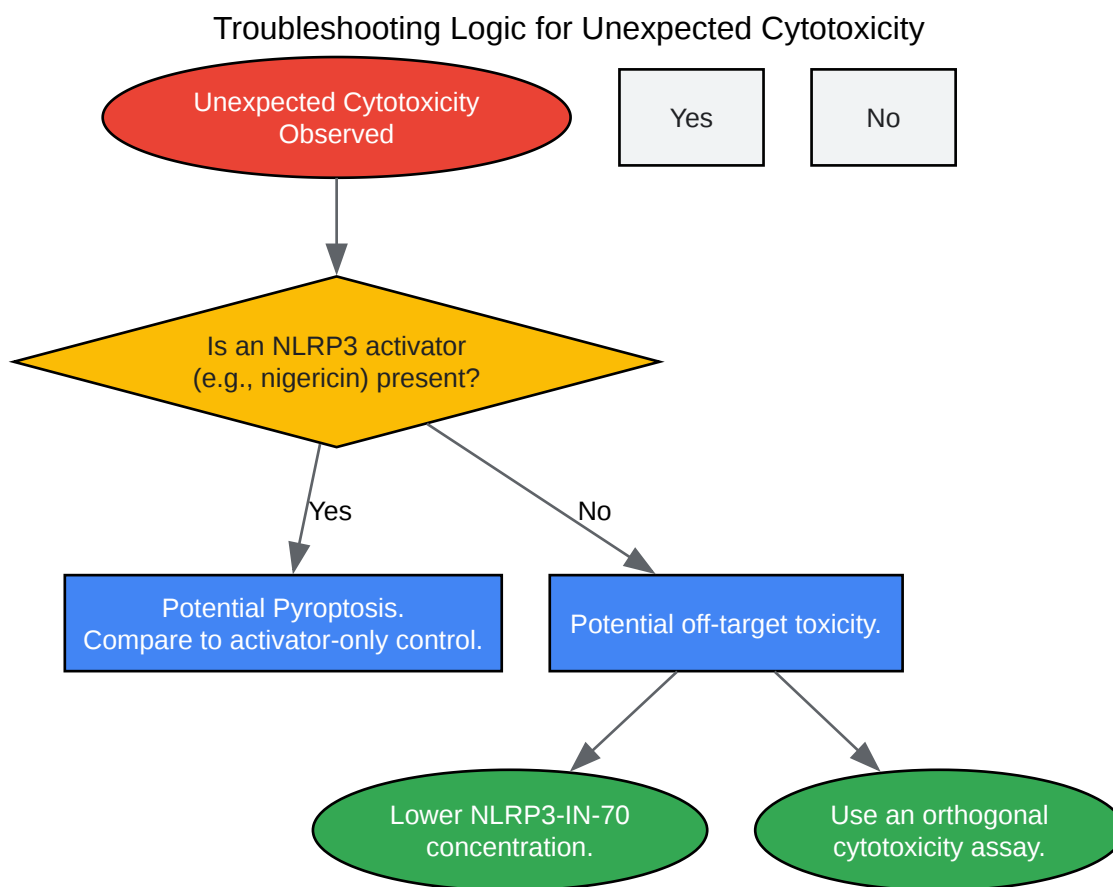 Troubleshooting Logic for Unexpected Cytotoxicity
Unexpected Cytotoxicity
Observed
Yes
No
Is an NLRP3 activator
(e.g., nigericin) present?
Yes
No
Potential Pyroptosis.
Compare to activator-only control.
Potential off-target toxicity.
Lower NLRP3-IN-70
concentration.
Use an orthogonal
cytotoxicity assay.